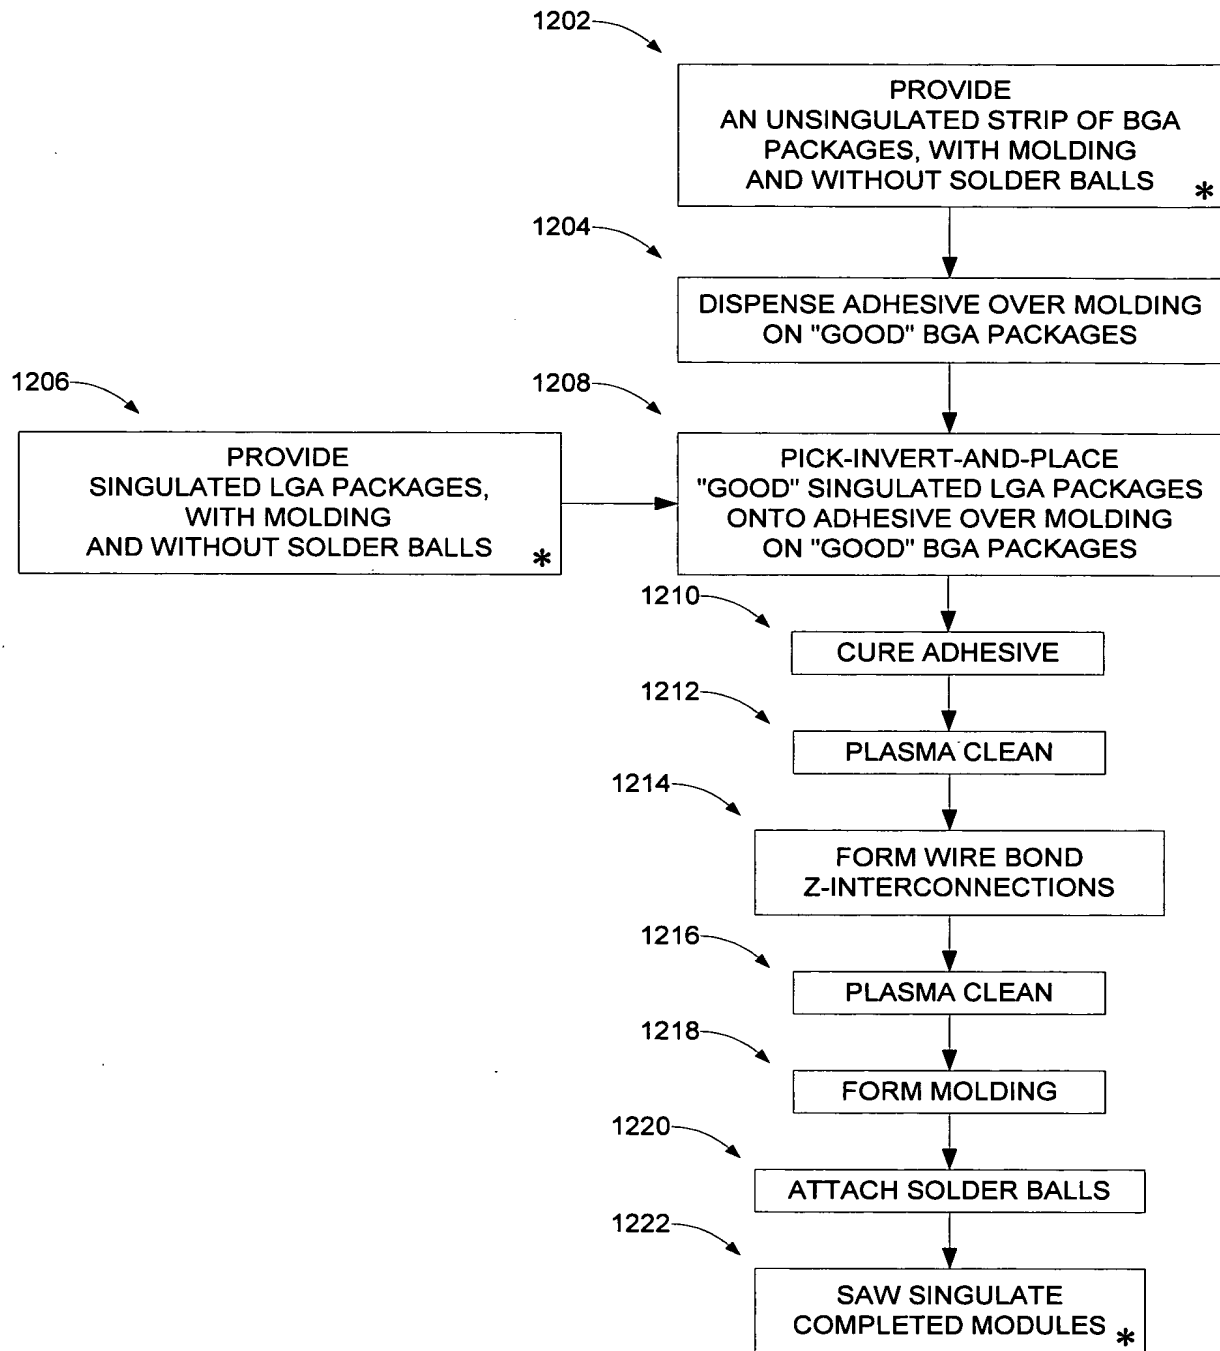 1202
PROVIDE
AN UNSINGULATED STRIP OF BGA
PACKAGES, WITH MOLDING
AND WITHOUT SOLDER BALLS *
1204
DISPENSE ADHESIVE OVER MOLDING
ON "GOOD" BGA PACKAGES
1206
PROVIDE
SINGULATED LGA PACKAGES,
WITH MOLDING
AND WITHOUT SOLDER BALLS *
1208
PICK-INVERT-AND-PLACE
"GOOD" SINGULATED LGA PACKAGES
ONTO ADHESIVE OVER MOLDING
ON "GOOD" BGA PACKAGES
1210
CURE ADHESIVE
1212
PLASMA CLEAN
1214
FORM WIRE BOND
Z-INTERCONNECTIONS
1216
PLASMA CLEAN
1218
FORM MOLDING
1220
ATTACH SOLDER BALLS
1222
SAW SINGULATE
COMPLETED MODULES *